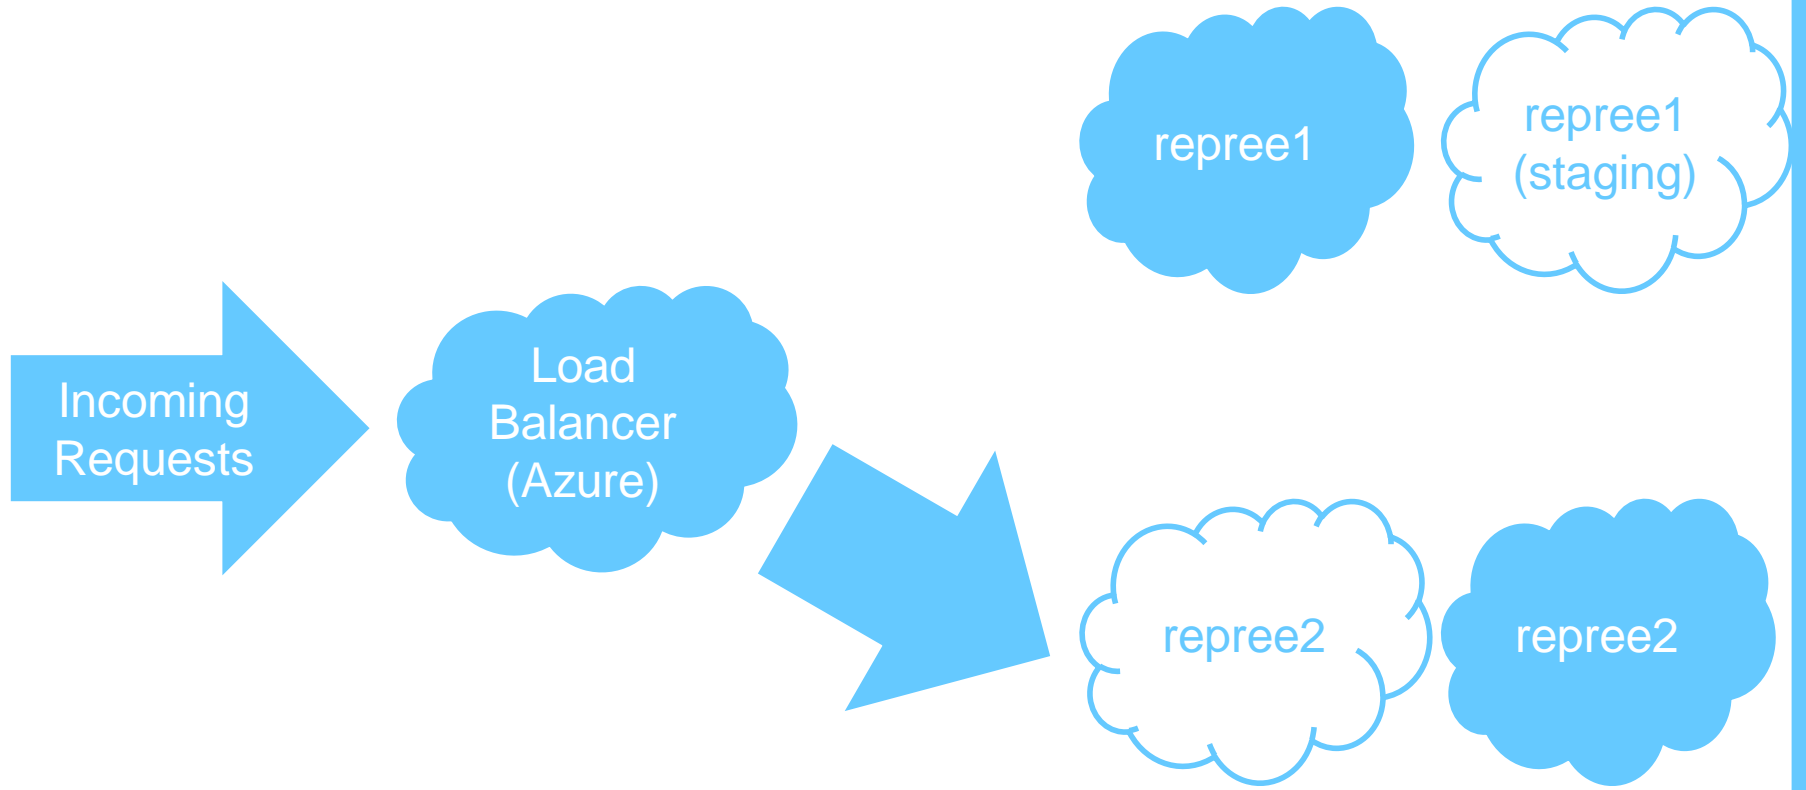 repree1
repree1
(staging)
Incoming
Requests
Load
Balancer
(Azure)
repree2
repree2